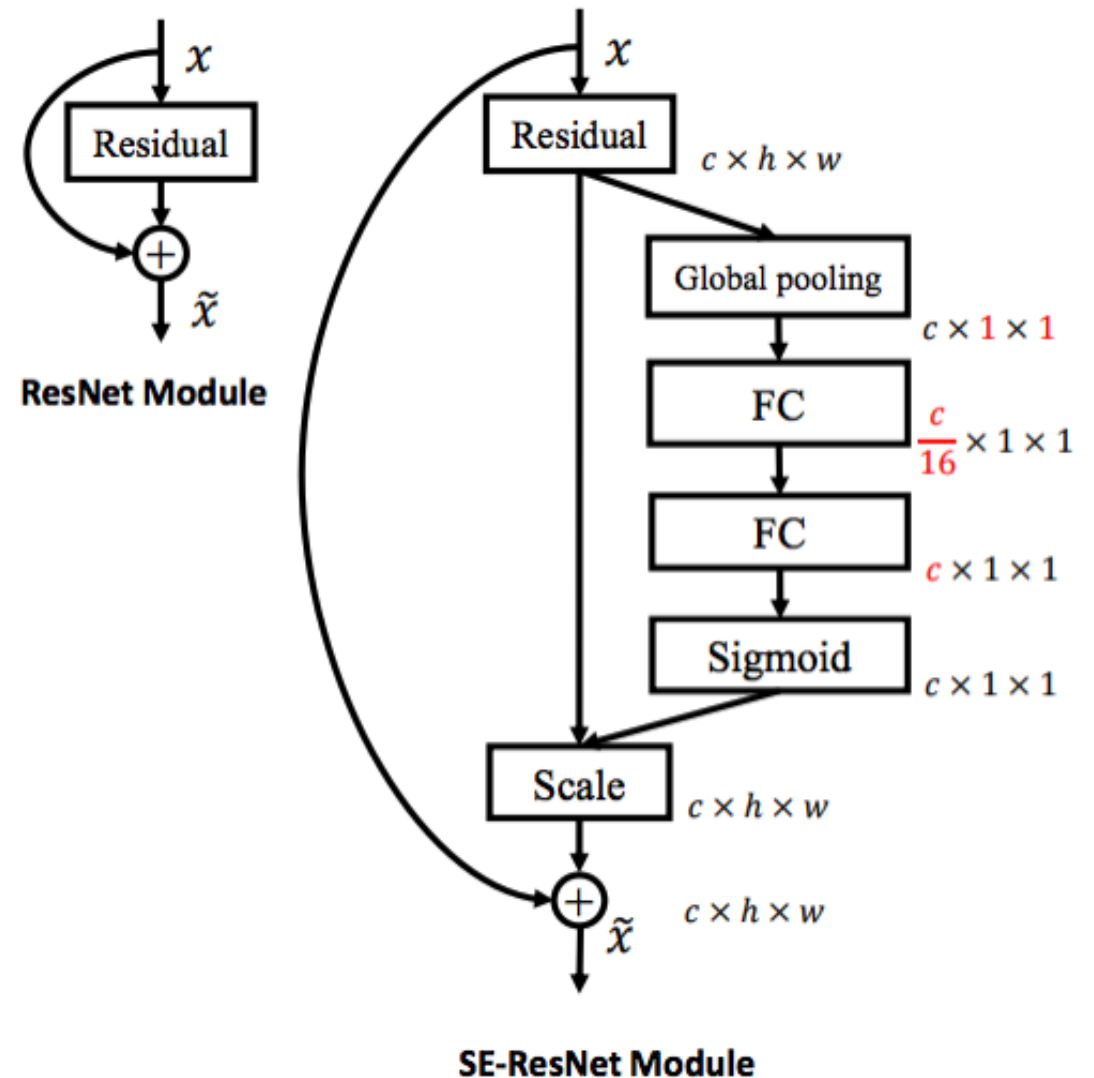 x
Residual
+
x̃
ResNet Module
x
Residual
c × h × w
Global pooling
c × 1 × 1
FC
c/16 × 1 × 1
FC
c × 1 × 1
Sigmoid
c × 1 × 1
Scale
c × h × w
+
c × h × w
x̃
SE-ResNet Module